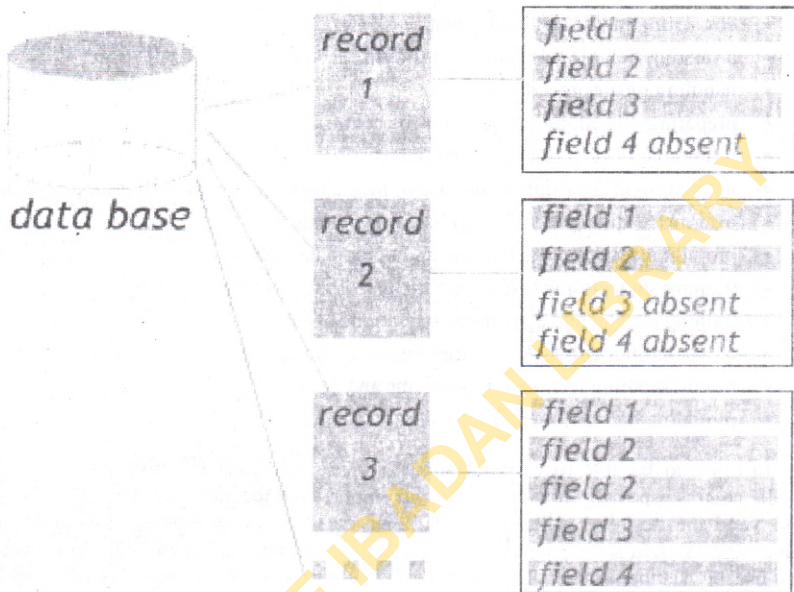 record
1
field 1
field 2
field 3
field 4 absent
data base
record
2
field 1
field 2
field 3 absent
field 4 absent
record
3
field 1
field 2
field 2
field 3
field 4
IBADAN LIBRARY